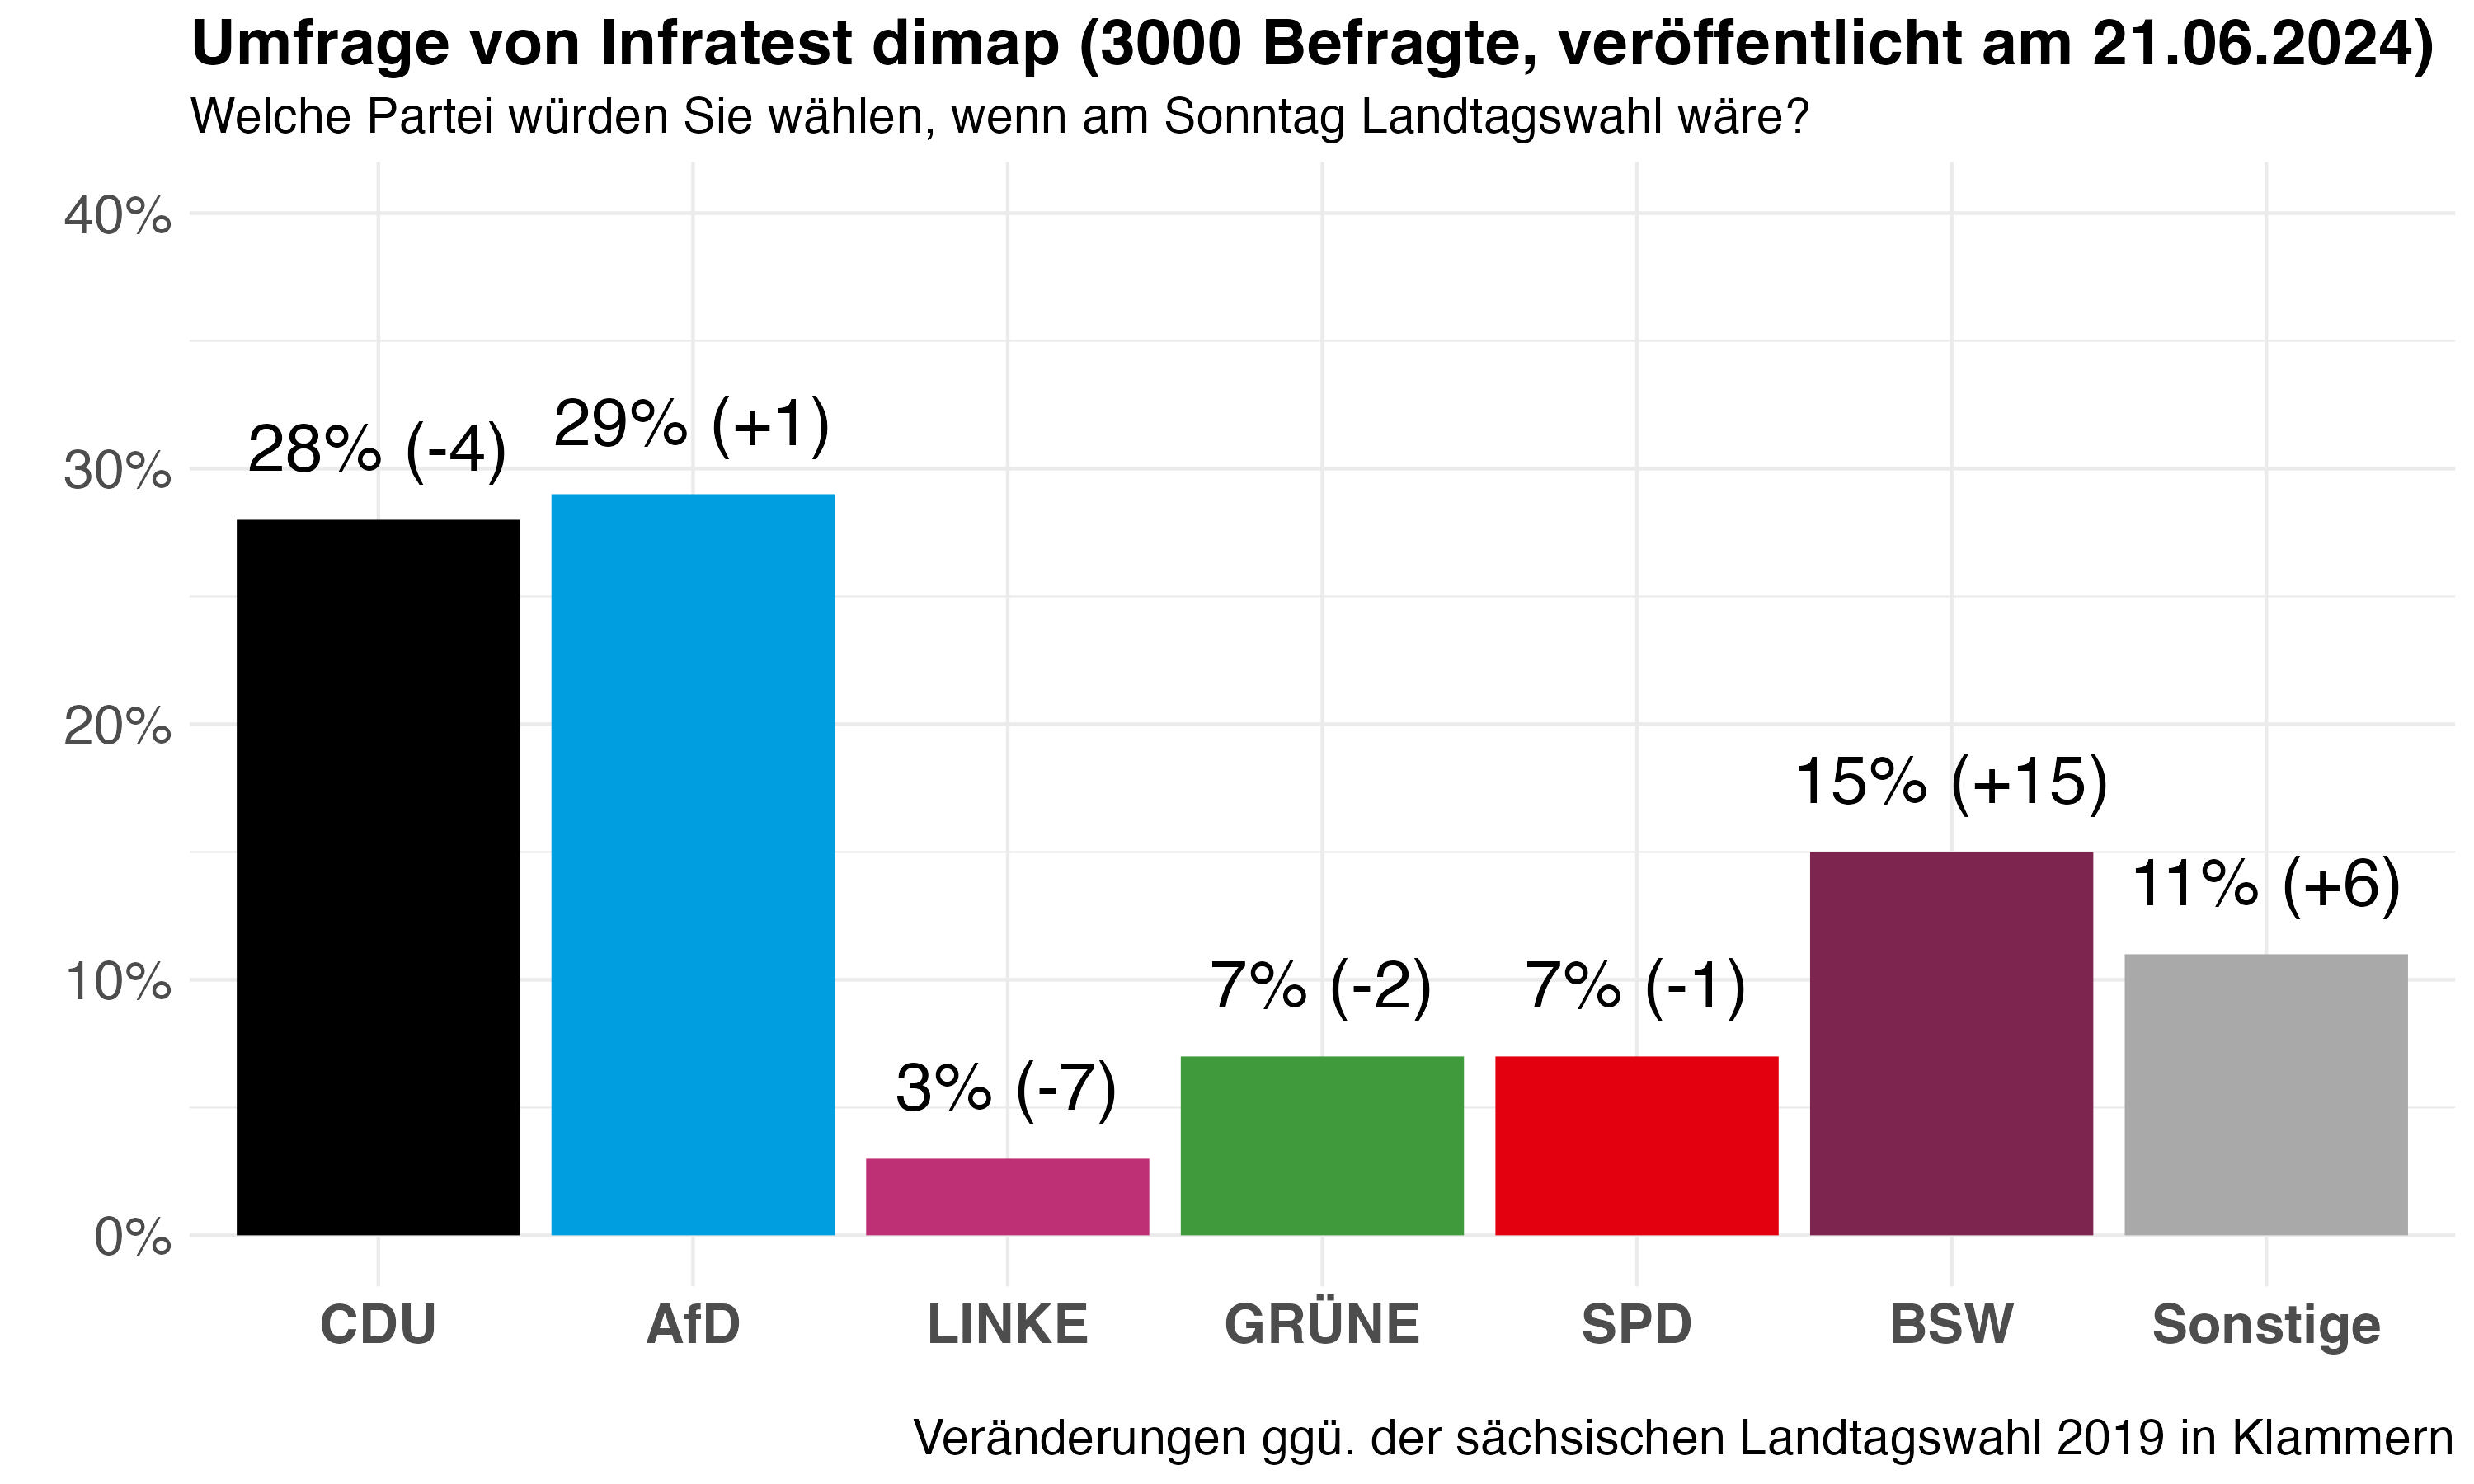 Umfrage von Infratest dimap (3000 Befragte, veröffentlicht am 21.06.2024)
Welche Partei würden Sie wählen, wenn am Sonntag Landtagswahl wäre?
40%
30%
20%
10%
0%
28% (-4)
29% (+1)
3% (-7)
7% (-2)
7% (-1)
15% (+15)
11% (+6)
CDU
AfD
LINKE
GRÜNE
SPD
BSW
Sonstige
Veränderungen ggü. der sächsischen Landtagswahl 2019 in Klammern